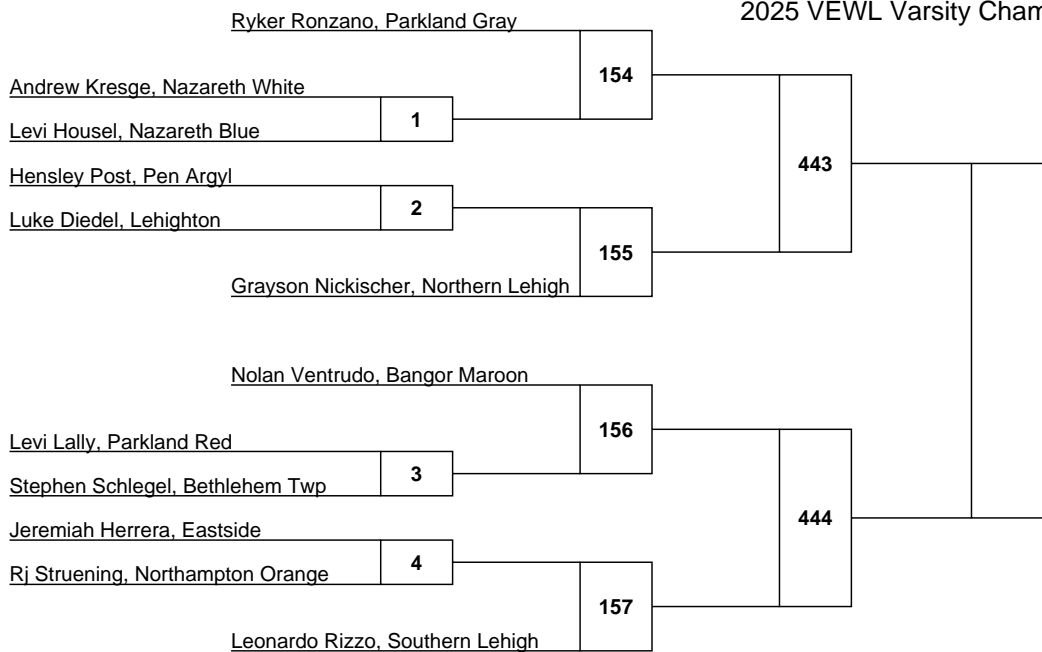 2025 VEWL Varsity Cham
Ryker Ronzano, Parkland Gray
154
Andrew Kresge, Nazareth White
1
Levi Housel, Nazareth Blue
443
Hensley Post, Pen Argyl
2
Luke Diedel, Lehighton
155
Grayson Nickischer, Northern Lehigh
Nolan Ventrudo, Bangor Maroon
156
Levi Lally, Parkland Red
3
Stephen Schlegel, Bethlehem Twp
444
Jeremiah Herrera, Eastside
4
Rj Struening, Northampton Orange
157
Leonardo Rizzo, Southern Lehigh